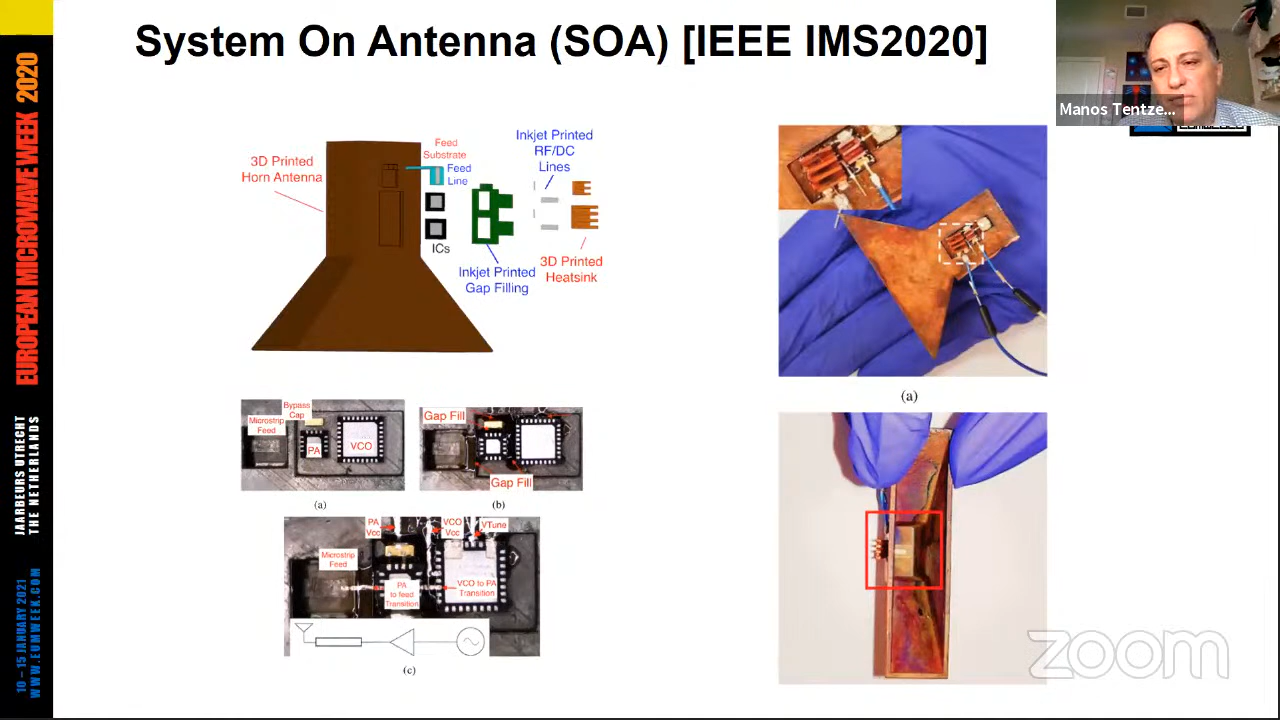 System On Antenna (SOA) [IEEE IMS2020]
Manos Tentze...
EUROPEAN MICROWAVE WEEK 2020
JAARBEURS UTRECHT
THE NETHERLANDS
10 – 15 JANUARY 2021
WWW.EUMWEEK.COM
3D Printed
Horn Antenna
Feed
Substrate
Feed
Line
ICs
Inkjet Printed
RF/DC
Lines
Inkjet Printed
Gap Filling
3D Printed
Heatsink
(a)
Microstrip
Feed
Bypass
Cap
PA
VCO
(a)
Gap Fill
Gap Fill
(b)
PA
Vcc
VCO
Vcc
VTune
Microstrip
Feed
PA
to feed
Transition
VCO to PA
Transition
(c)
zoom